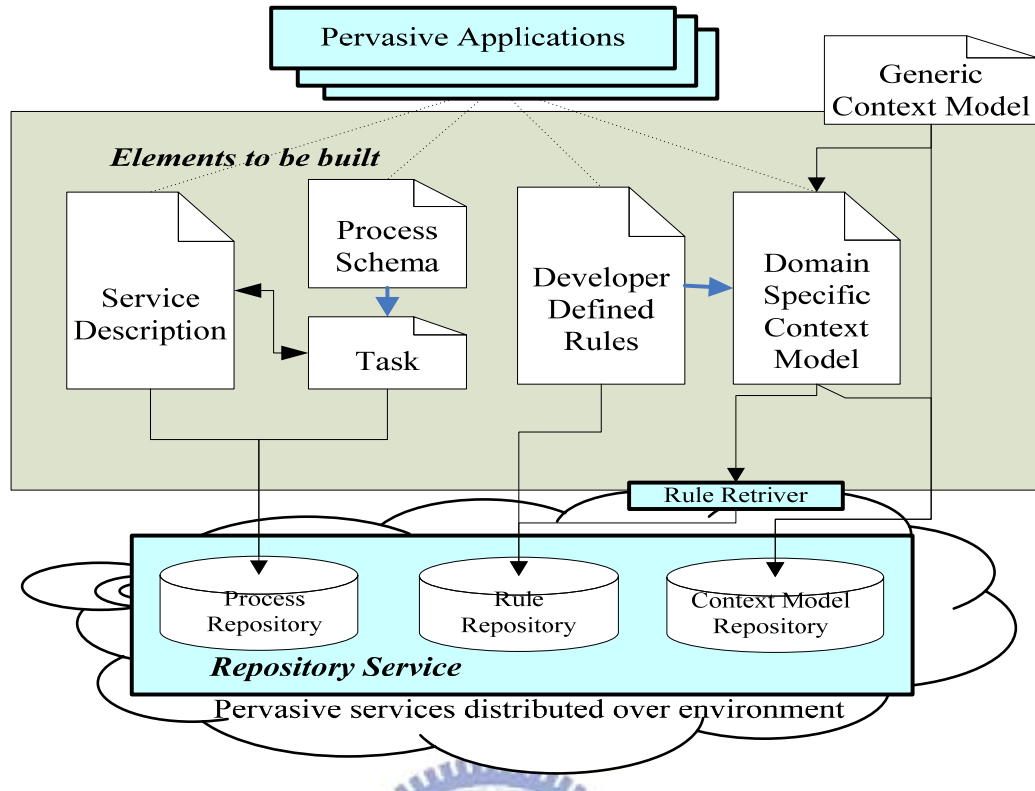 Pervasive Applications
Generic
Context Model
Elements to be built
Service
Description
Process
Schema
Task
Developer
Defined
Rules
Domain
Specific
Context
Model
Rule Retriver
Process
Repository
Rule
Repository
Context Model
Repository
Repository Service
Pervasive services distributed over environment